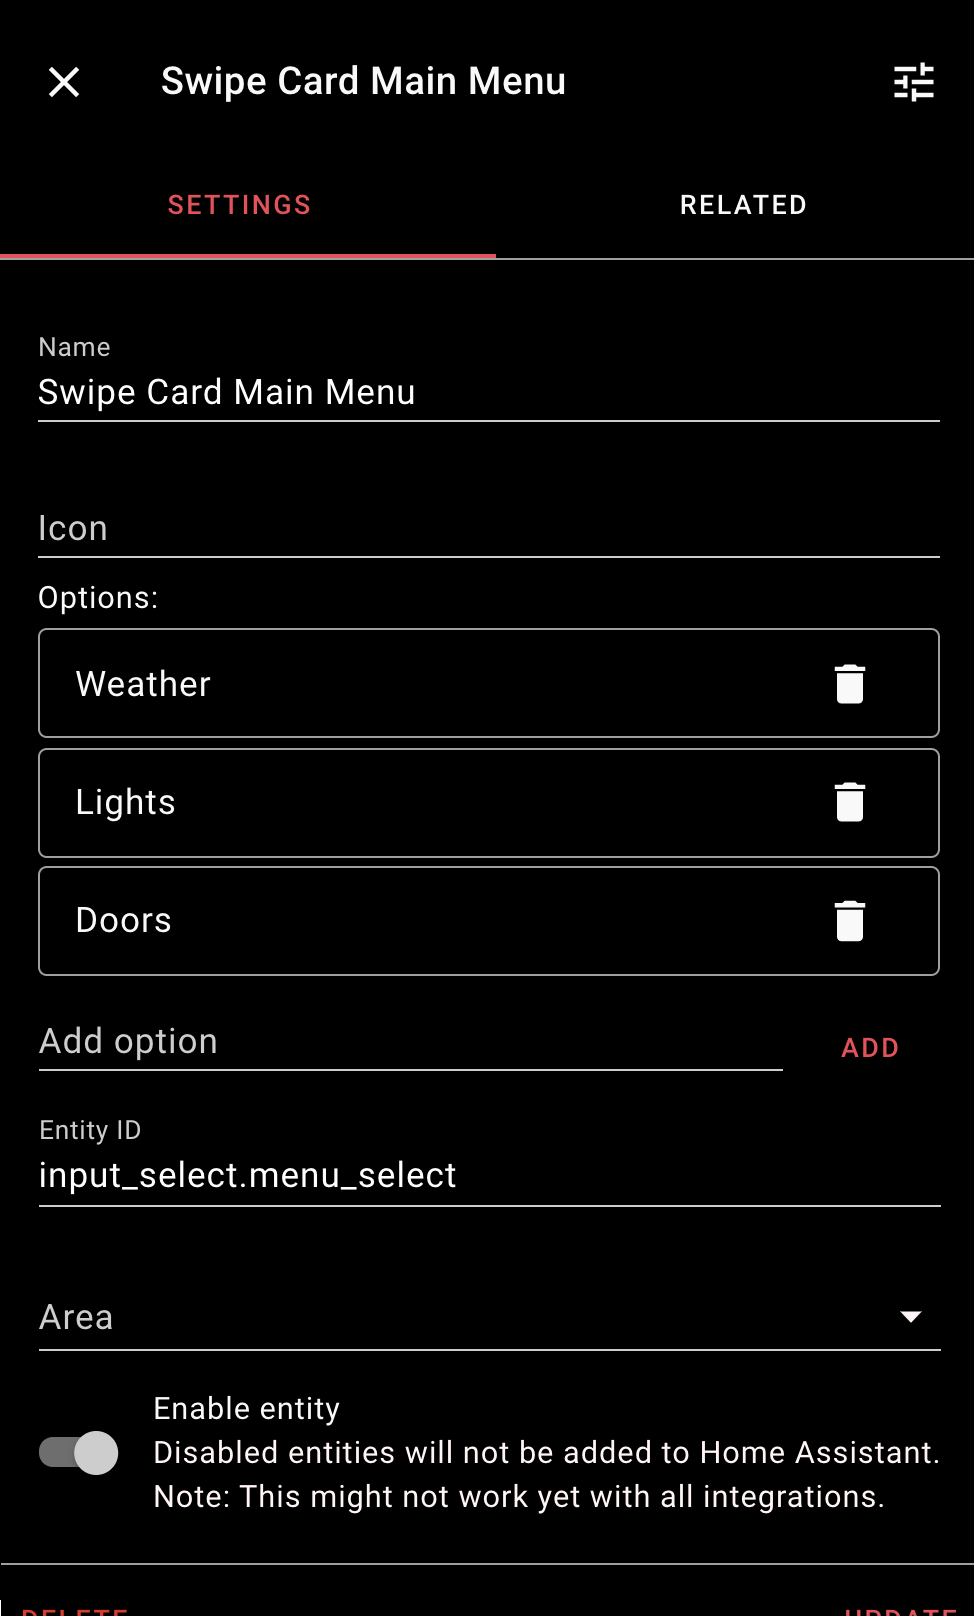 Swipe Card Main Menu
SETTINGS
RELATED
Name
Swipe Card Main Menu
Icon
Options:
Weather
Lights
Doors
Add option
ADD
Entity ID
input_select.menu_select
Area
Enable entity
Disabled entities will not be added to Home Assistant.
Note: This might not work yet with all integrations.
DELETE
UPDATE